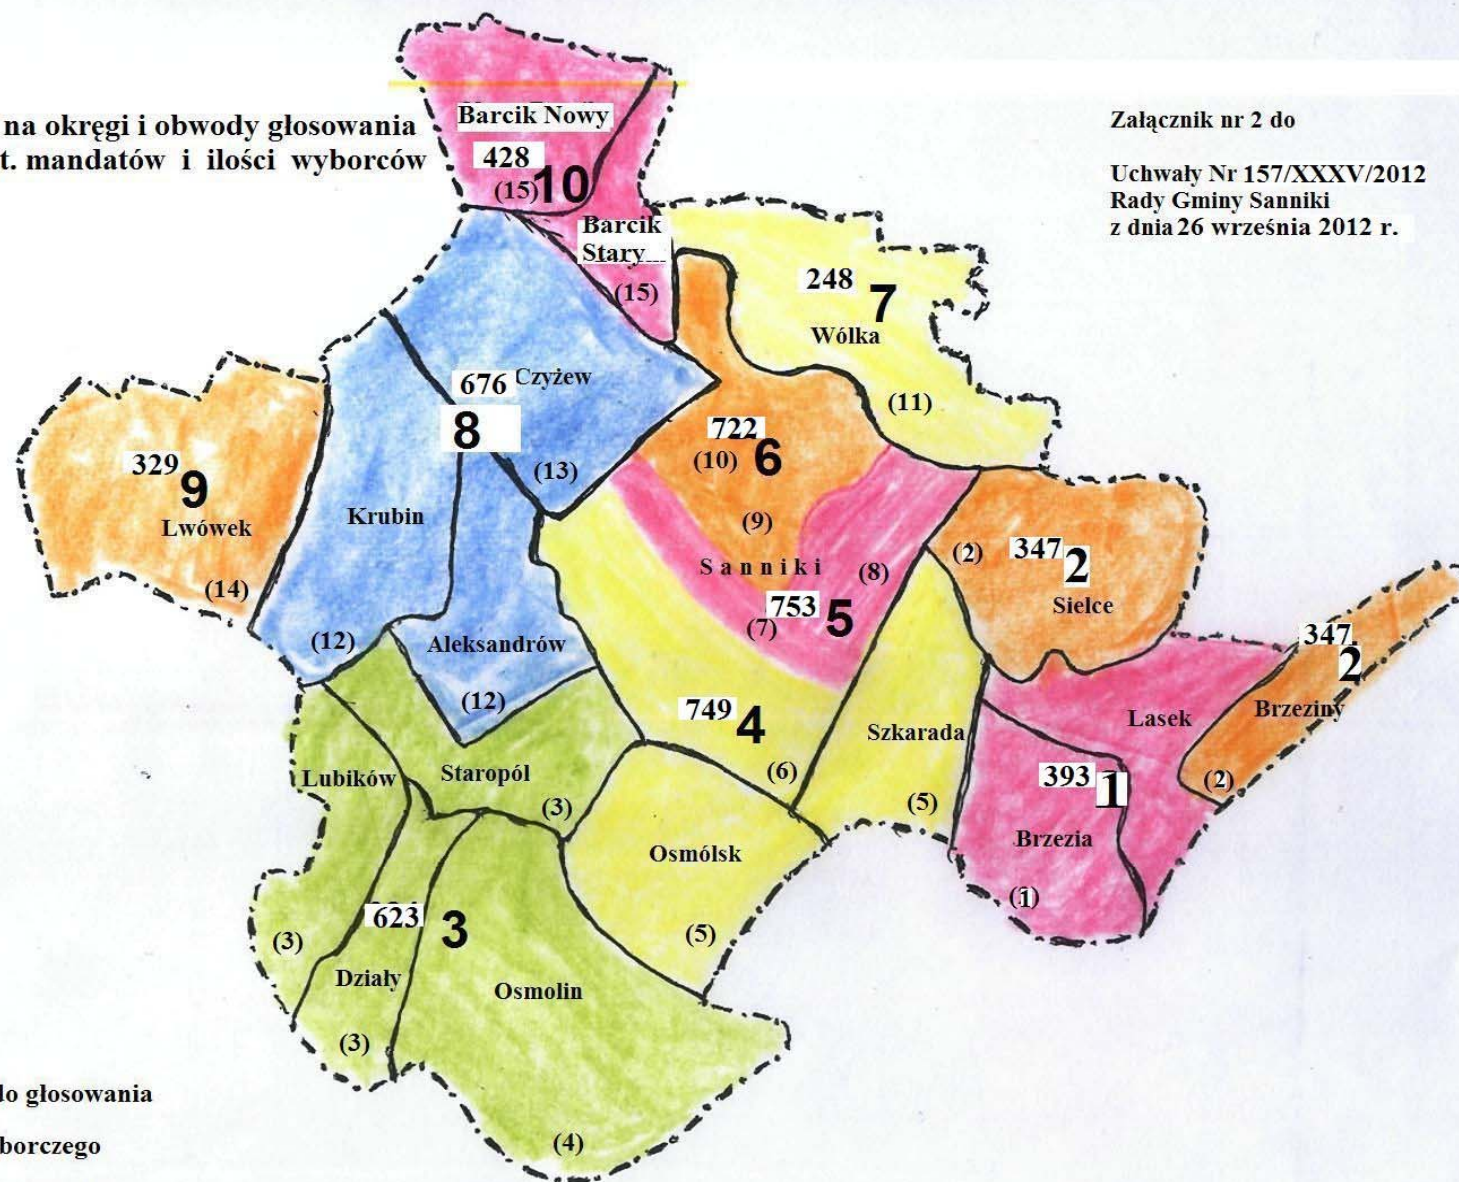 na okręgi i obwody głosowania
t. mandatów i ilości wyborców
Załącznik nr 2 do
Uchwały Nr 157/XXXV/2012
Rady Gminy Sanniki
z dnia 26 września 2012 r.
Barcik Nowy
428
(15)
10
Barcik
Stary...
(15)
248
7
Wólka
(11)
676
Czyżew
8
(13)
722
(10)
6
(9)
329
9
Lwówek
(14)
Krubin
(12)
Sanniki
(8)
753
5
(7)
(2)
347
2
Sielce
347
2
Brzeziny
(2)
Aleksandrów
(12)
749
4
(6)
Szkarada
(5)
Lasek
393
1
Brzezia
(1)
Lubików
(3)
Staropól
(3)
Osmólsk
(5)
623
3
Działy
(3)
Osmolin
(4)
do głosowania
borczego